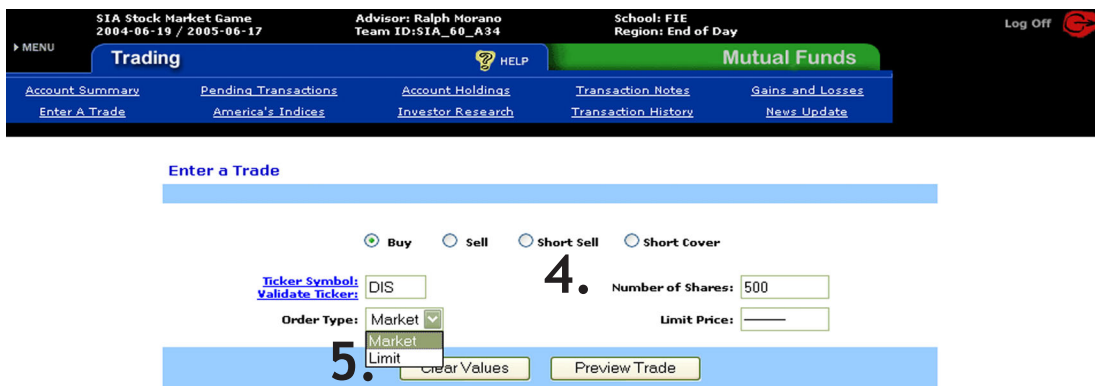 SIA Stock Market Game Advisor: Ralph Morano School: FIE
2004-06-19 / 2005-06-17 Team ID:SIA_60_A34 Region: End of Day
Log Off
MENU
Trading ? HELP Mutual Funds
Account Summary Pending Transactions Account Holdings Transaction Notes Gains and Losses
Enter A Trade America's Indices Investor Research Transaction History News Update
Enter a Trade
Buy Sell Short Sell Short Cover
4.
Ticker Symbol: DIS Number of Shares: 500
Validate Ticker:
Order Type: Market Limit Price:
Market
Limit
5.
Clear Values Preview Trade